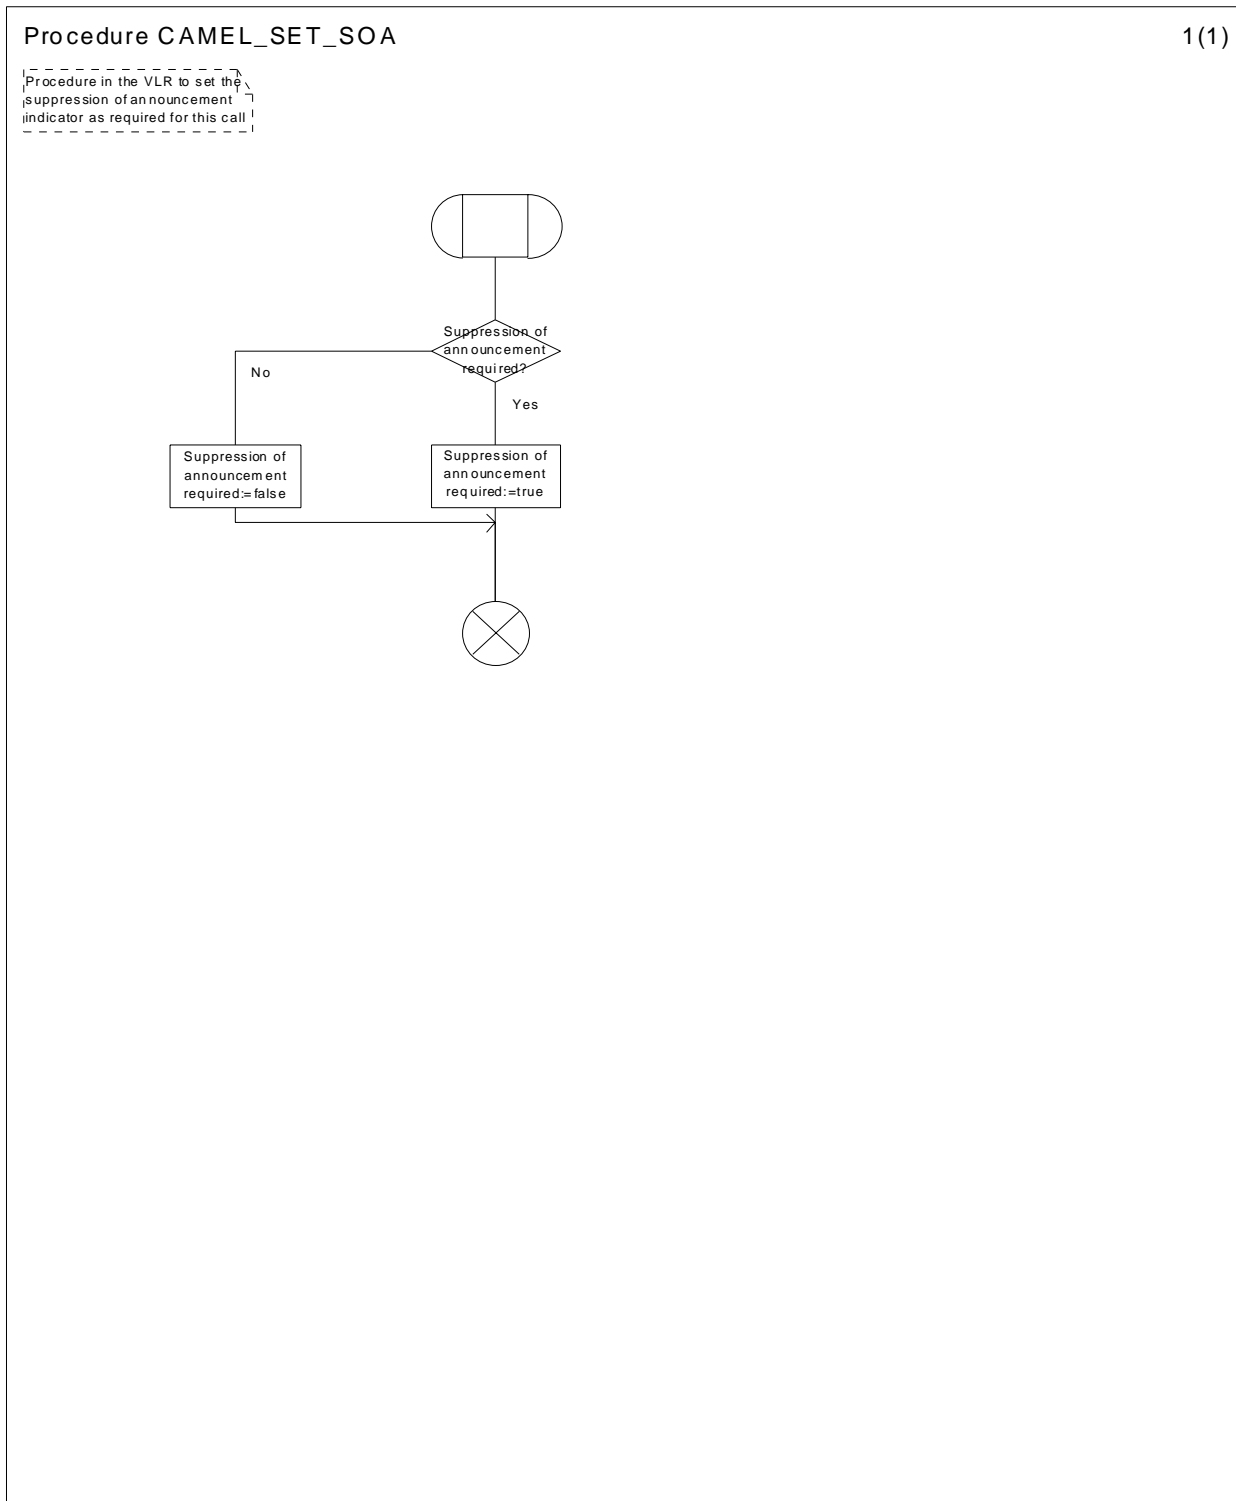 Procedure CAMEL_SET_SOA
1(1)
Procedure in the VLR to set the
suppression of announcement
indicator as required for this call
Suppression of
announcement
required?
No
Yes
Suppression of
announcement
required:=false
Suppression of
announcement
required:=true